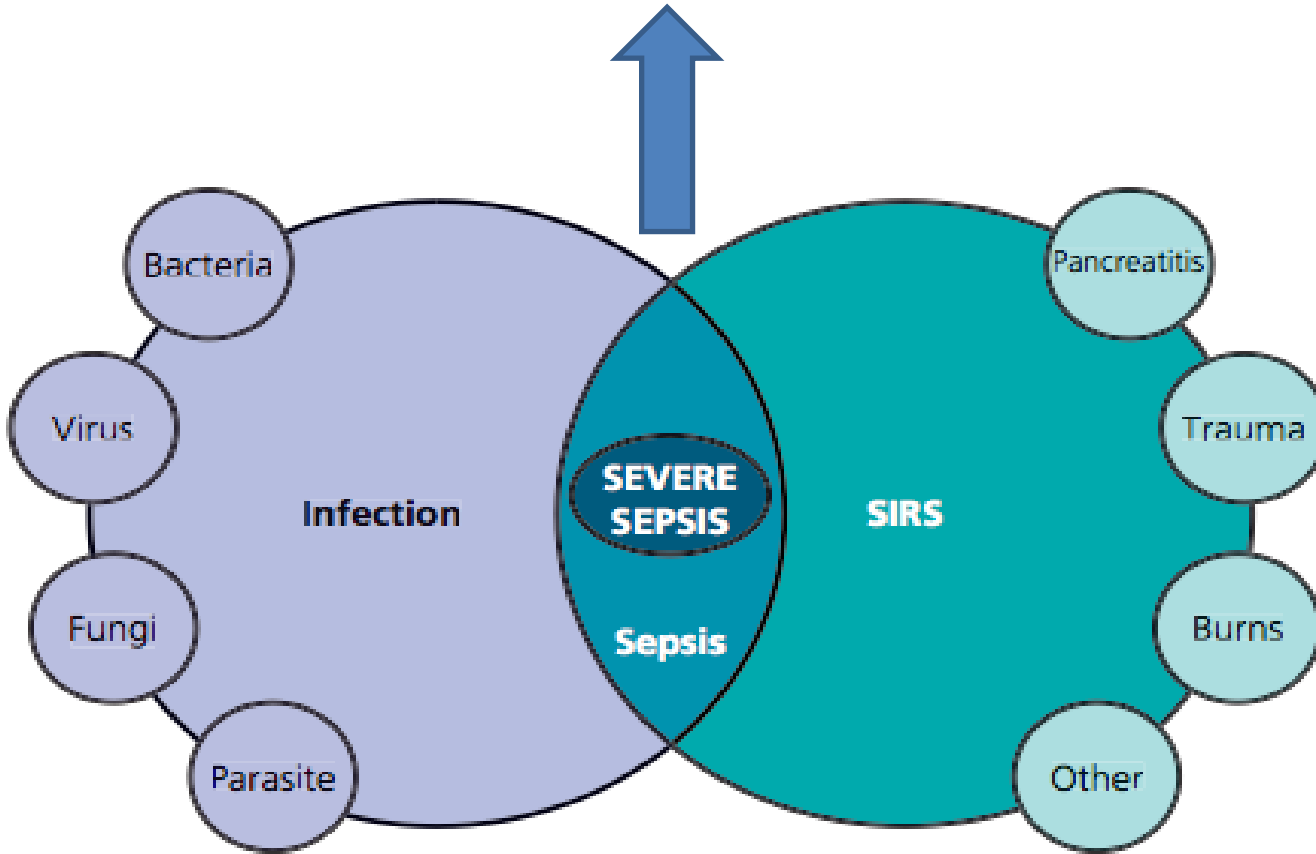 Bacteria
Virus
Fungi
Parasite
Infection
SEVERE
SEPSIS
Sepsis
SIRS
Pancreatitis
Trauma
Burns
Other